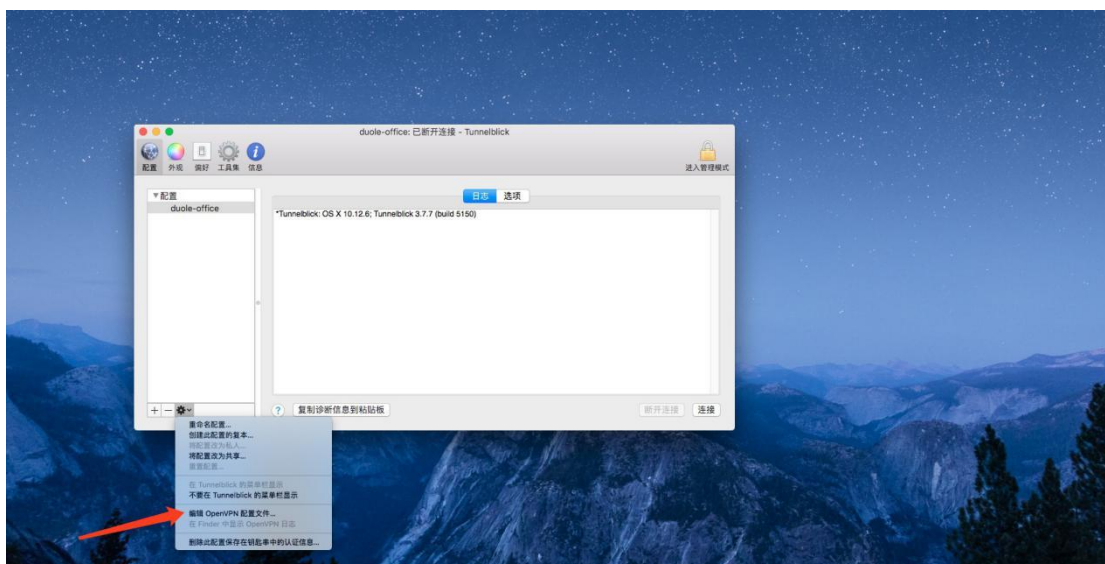 duole-office: 已断开连接 - Tunnelblick
配置 外观 偏好 工具集 信息
进入管理模式
▼配置
duole-office
日志 选项
*Tunnelblick: OS X 10.12.6; Tunnelblick 3.7.7 (build 5150)
+ − ? 复制诊断信息到粘贴板 断开连接 连接
重命名配置...
创建此配置的复本...
将配置改为私人...
将配置改为共享...
重置配置...
在 Tunnelblick 的菜单栏显示
不要在 Tunnelblick 的菜单栏显示
编辑 OpenVPN 配置文件...
在 Finder 中显示 OpenVPN 日志
删除此配置保存在钥匙串中的认证信息...